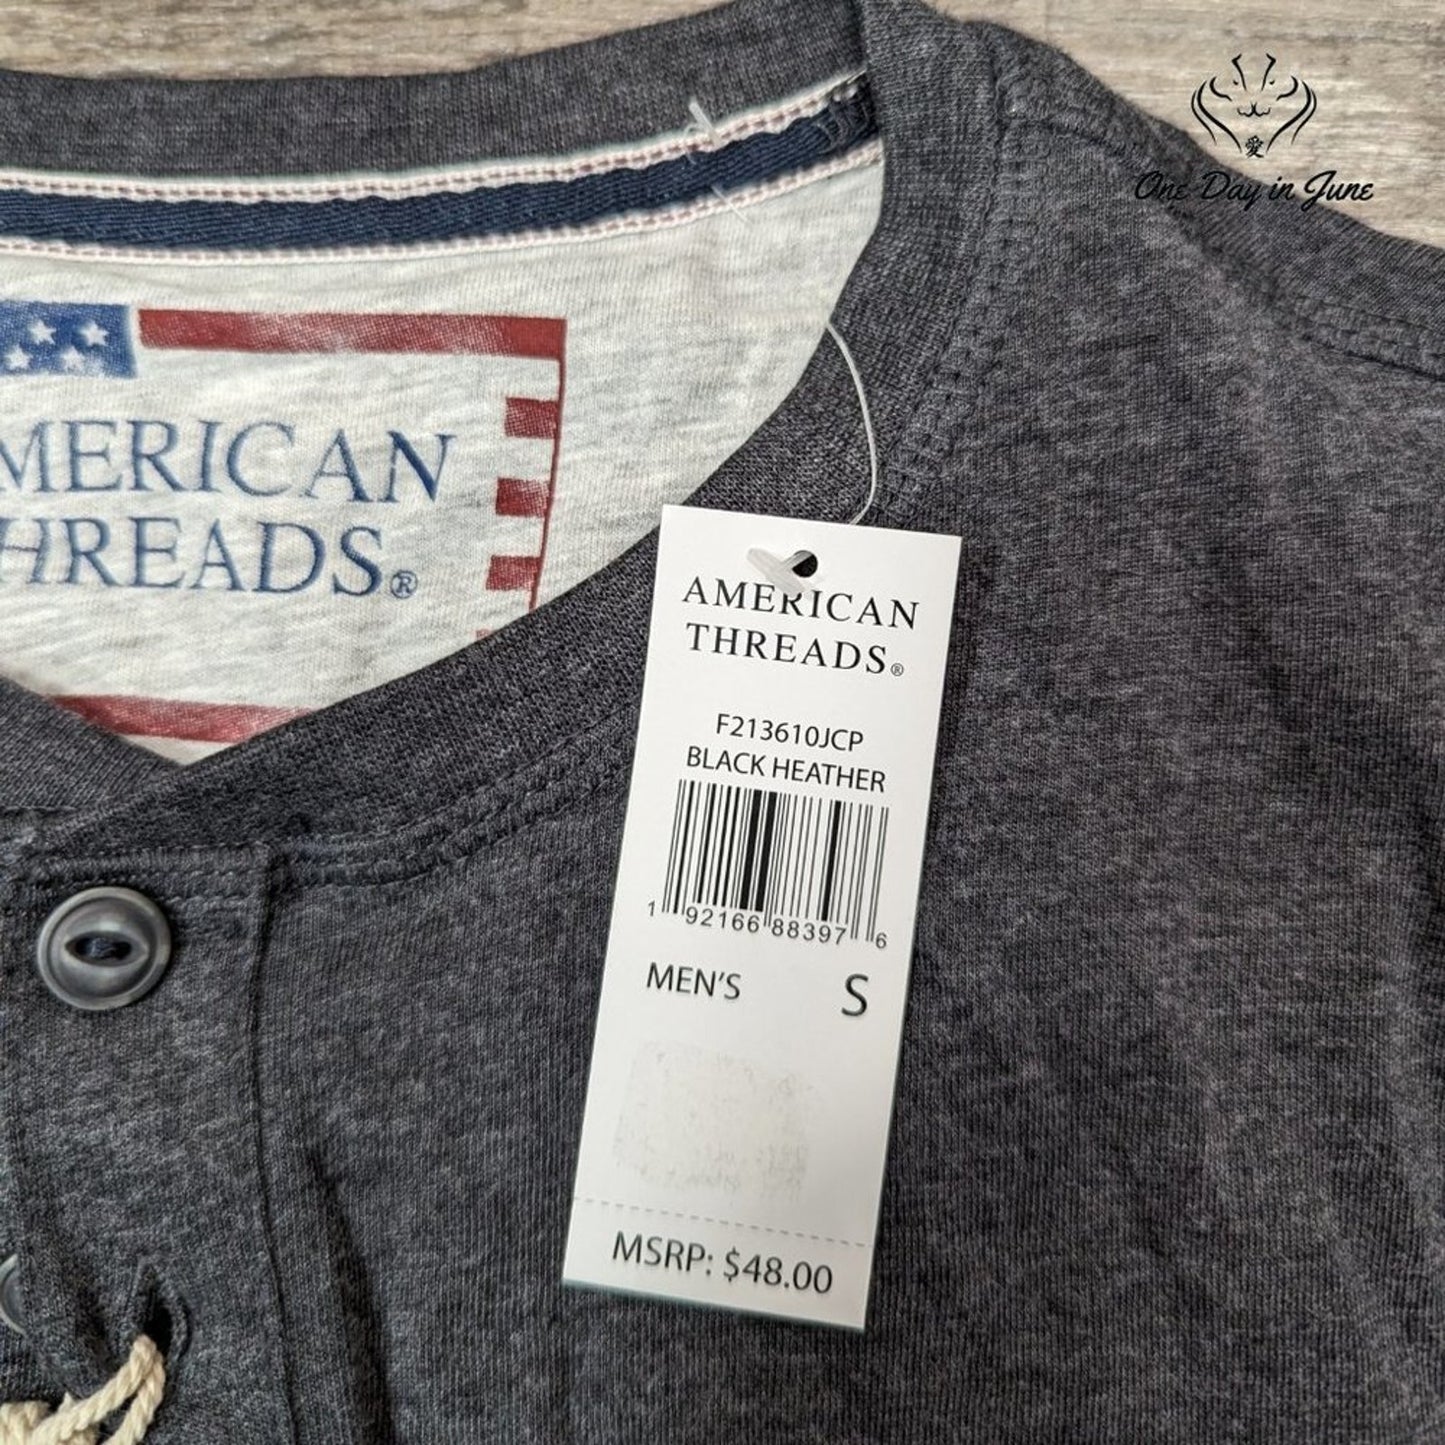 愛
One Day in June
MERICAN
HREADS®
AMERICAN
THREADS®
F213610JCP
BLACK HEATHER
1 92166 88397 6
MEN'S S
MSRP: $48.00